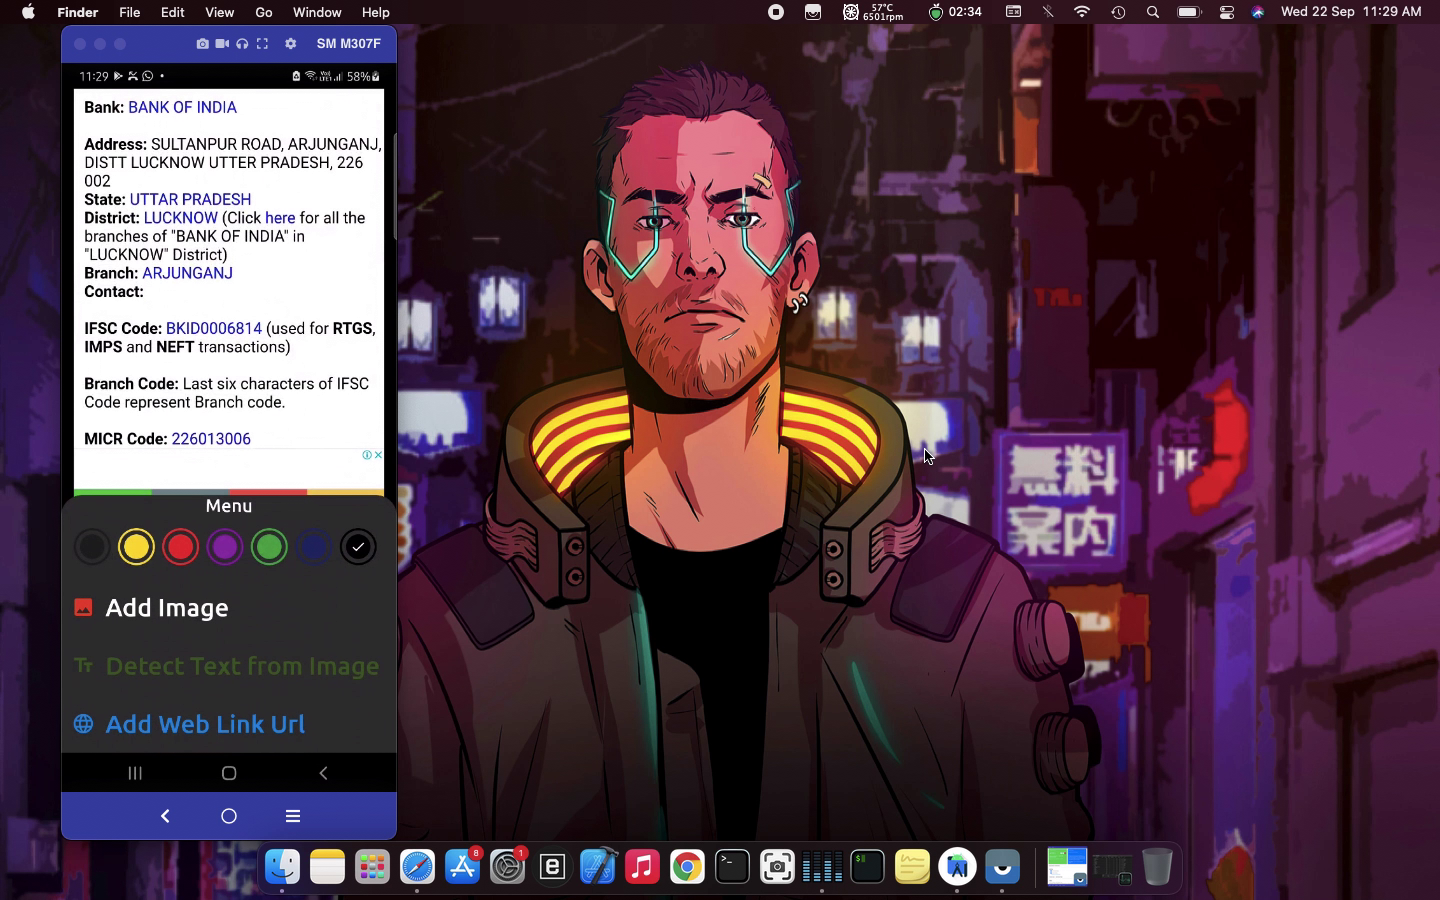 Finder File Edit View Go Window Help
57°C
6501rpm
02:34
Wed 22 Sep 11:29 AM
SM M307F
11:29
58%
Bank: BANK OF INDIA
Address: SULTANPUR ROAD, ARJUNGANJ,
DISTT LUCKNOW UTTER PRADESH, 226
002
State: UTTAR PRADESH
District: LUCKNOW (Click here for all the
branches of "BANK OF INDIA" in
"LUCKNOW" District)
Branch: ARJUNGANJ
Contact:
IFSC Code: BKID0006814 (used for RTGS,
IMPS and NEFT transactions)
Branch Code: Last six characters of IFSC
Code represent Branch code.
MICR Code: 226013006
Menu
Add Image
Tт Detect Text from Image
Add Web Link Url
無料
案内
8
1